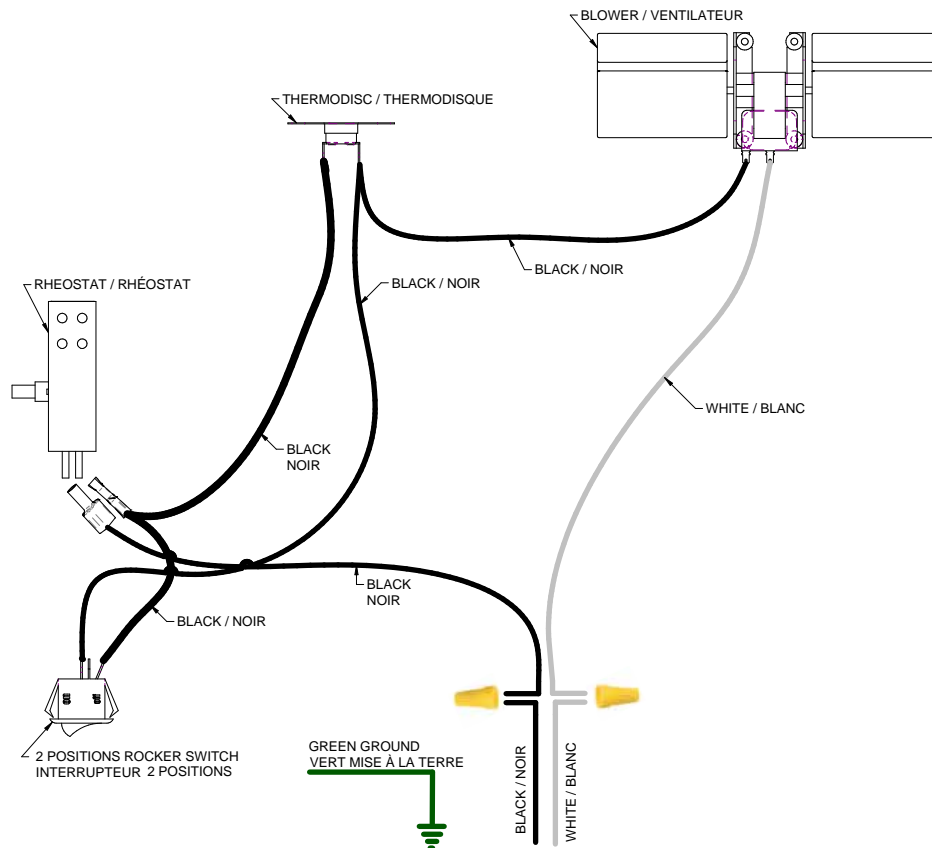 BLOWER / VENTILATEUR
THERMODISC / THERMODISQUE
BLACK / NOIR
BLACK / NOIR
RHEOSTAT / RHÉOSTAT
WHITE / BLANC
BLACK
NOIR
BLACK
NOIR
BLACK / NOIR
2 POSITIONS ROCKER SWITCH
INTERRUPTEUR 2 POSITIONS
GREEN GROUND
VERT MISE À LA TERRE
BLACK / NOIR
WHITE / BLANC